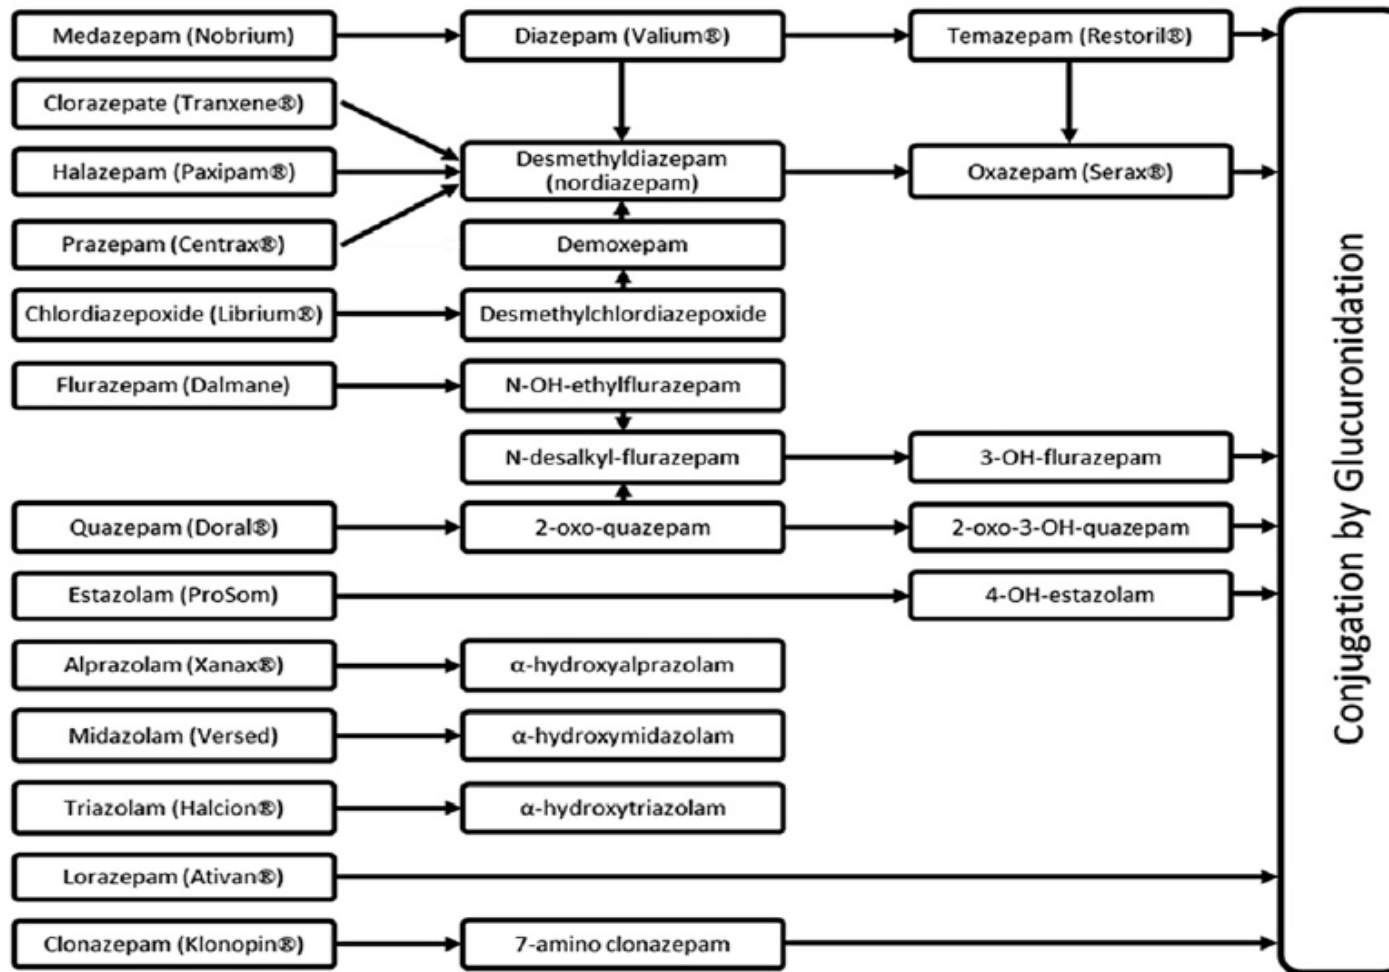 Medazepam (Nobrium)
Diazepam (Valium®)
Temazepam (Restoril®)
Clorazepate (Tranxene®)
Halazepam (Paxipam®)
Desmethyldiazepam
(nordiazepam)
Oxazepam (Serax®)
Prazepam (Centrax®)
Demoxepam
Chlordiazepoxide (Librium®)
Desmethylchlordiazepoxide
Flurazepam (Dalmane)
N-OH-ethylflurazepam
N-desalkyl-flurazepam
3-OH-flurazepam
Quazepam (Doral®)
2-oxo-quazepam
2-oxo-3-OH-quazepam
Estazolam (ProSom)
4-OH-estazolam
Alprazolam (Xanax®)
α-hydroxyalprazolam
Midazolam (Versed)
α-hydroxymidazolam
Triazolam (Halcion®)
α-hydroxytriazolam
Lorazepam (Ativan®)
Clonazepam (Klonopin®)
7-amino clonazepam
Conjugation by Glucuronidation